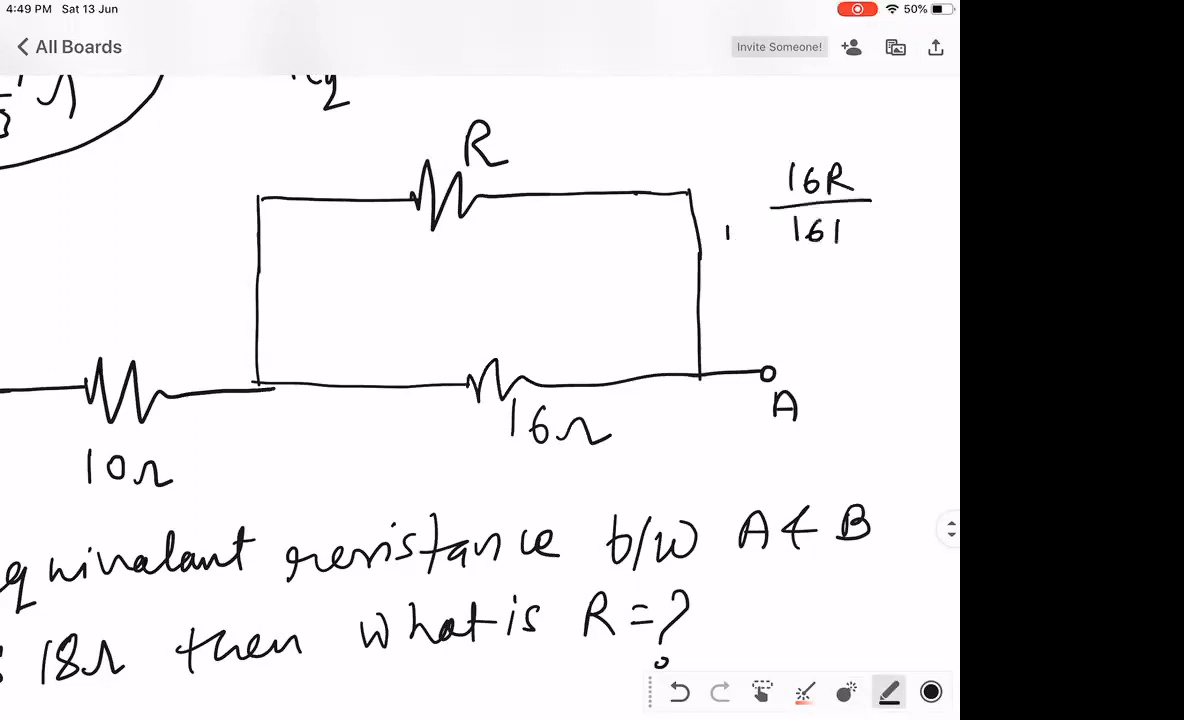 4:49 PM Sat 13 Jun
50%
All Boards
Invite Someone!
R
16R
161
A
16Ω
10Ω
equivalant resistance b/w A & B
18Ω then what is R = ?